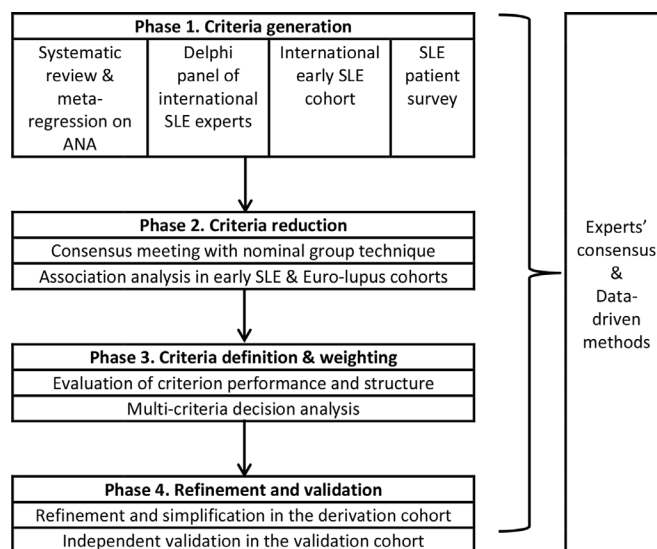 Phase 1. Criteria generation
Systematic
review &
meta-
regression on
ANA
Delphi
panel of
international
SLE experts
International
early SLE
cohort
SLE
patient
survey
Phase 2. Criteria reduction
Consensus meeting with nominal group technique
Association analysis in early SLE & Euro-lupus cohorts
Phase 3. Criteria definition & weighting
Evaluation of criterion performance and structure
Multi-criteria decision analysis
Phase 4. Refinement and validation
Refinement and simplification in the derivation cohort
Independent validation in the validation cohort
Experts’
consensus
&
Data-
driven
methods